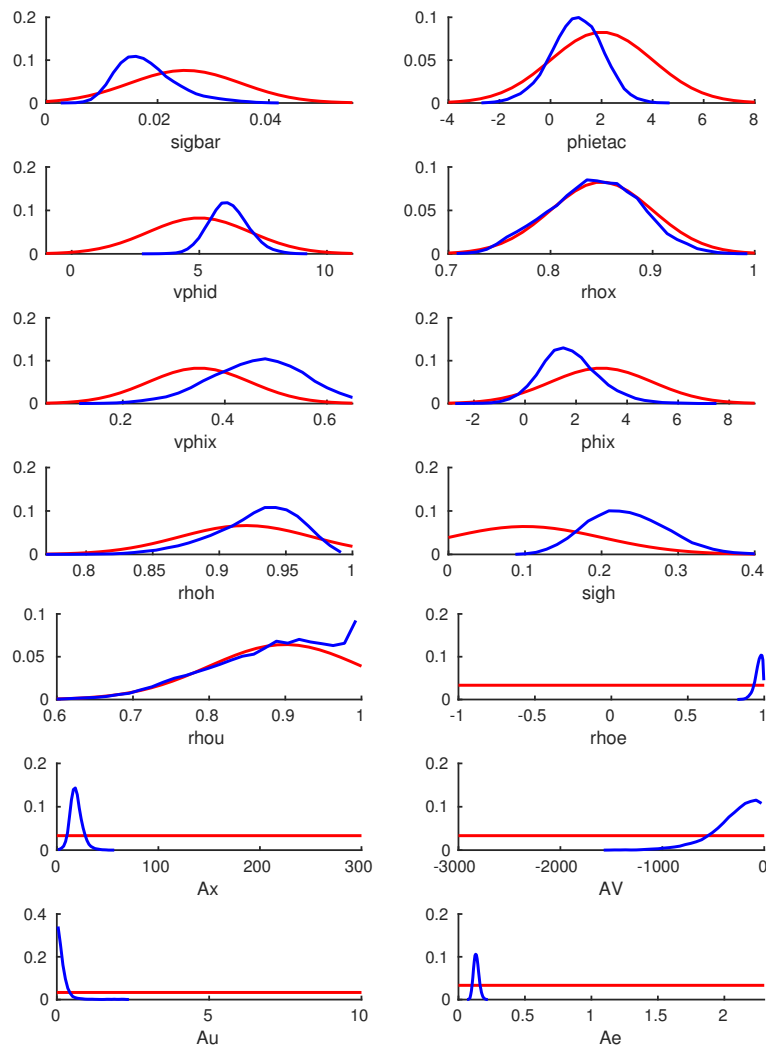 0.2
0.1
0
0 0.02 0.04
sigbar
0.1
0.05
0
-4 -2 0 2 4 6 8
phietac
0.2
0.1
0
0 5 10
vphid
0.1
0.05
0
0.7 0.8 0.9 1
rhox
0.2
0.1
0
0.2 0.4 0.6
vphix
0.2
0.1
0
-2 0 2 4 6 8
phix
0.2
0.1
0
0.8 0.85 0.9 0.95 1
rhoh
0.2
0.1
0
0 0.1 0.2 0.3 0.4
sigh
0.1
0.05
0
0.6 0.7 0.8 0.9 1
rhou
0.2
0.1
0
-1 -0.5 0 0.5 1
rhoe
0.2
0.1
0
0 100 200 300
Ax
0.2
0.1
0
-3000 -2000 -1000 0
AV
0.4
0.2
0
0 5 10
Au
0.2
0.1
0
0 0.5 1 1.5 2
Ae